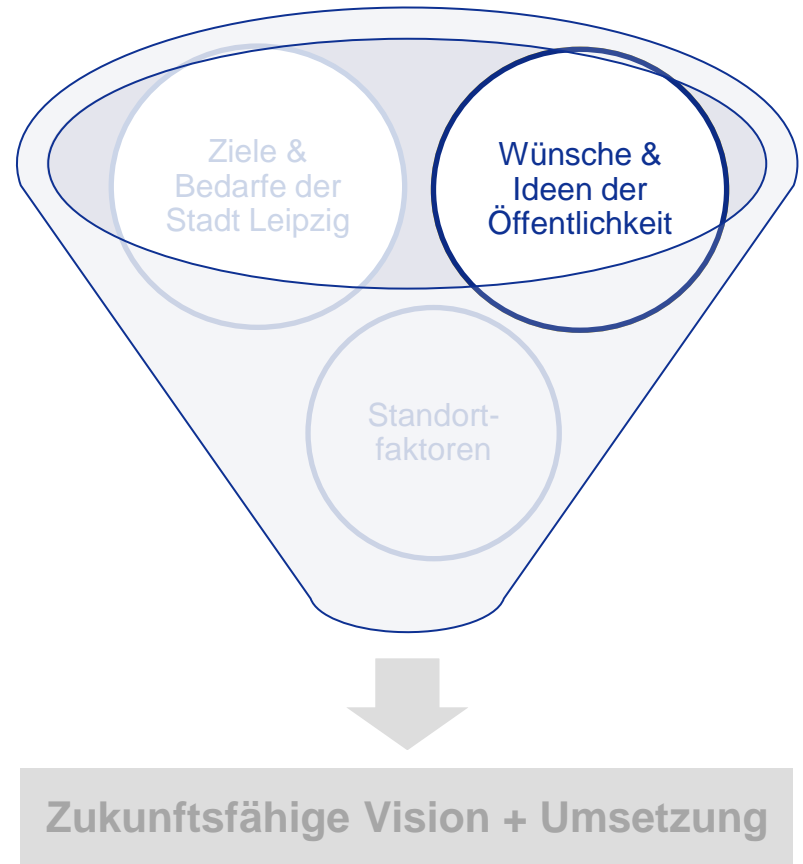 Ziele &
Bedarfe der
Stadt Leipzig
Wünsche &
Ideen der
Öffentlichkeit
Standort-
faktoren
Zukunftsfähige Vision + Umsetzung